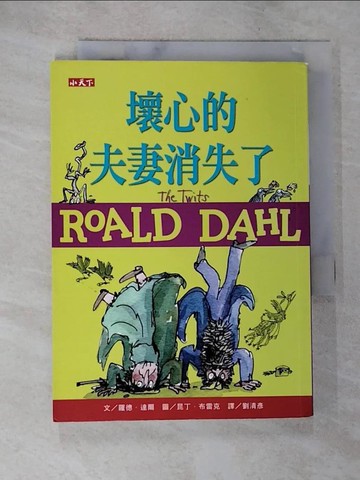 小天下
壞心的
夫妻消失了
The Twits
ROALD DAHL
文／羅德‧達爾 圖／昆丁‧布雷克 譯／劉清彥